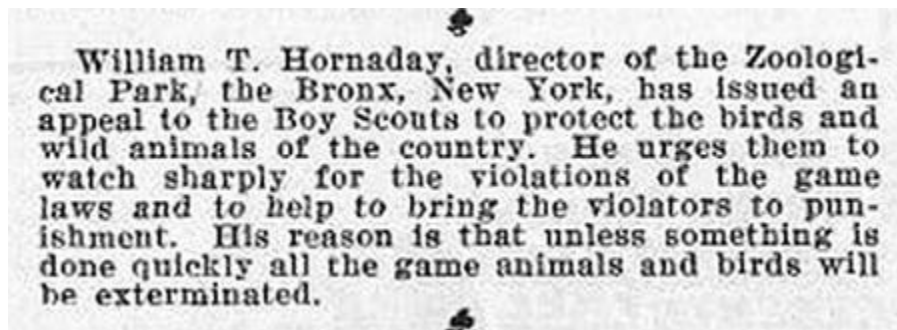 William T. Hornaday, director of the Zoologi-
cal Park, the Bronx, New York, has issued an
appeal to the Boy Scouts to protect the birds and
wild animals of the country. He urges them to
watch sharply for the violations of the game
laws and to help to bring the violators to pun-
ishment. His reason is that unless something is
done quickly all the game animals and birds will
be exterminated.